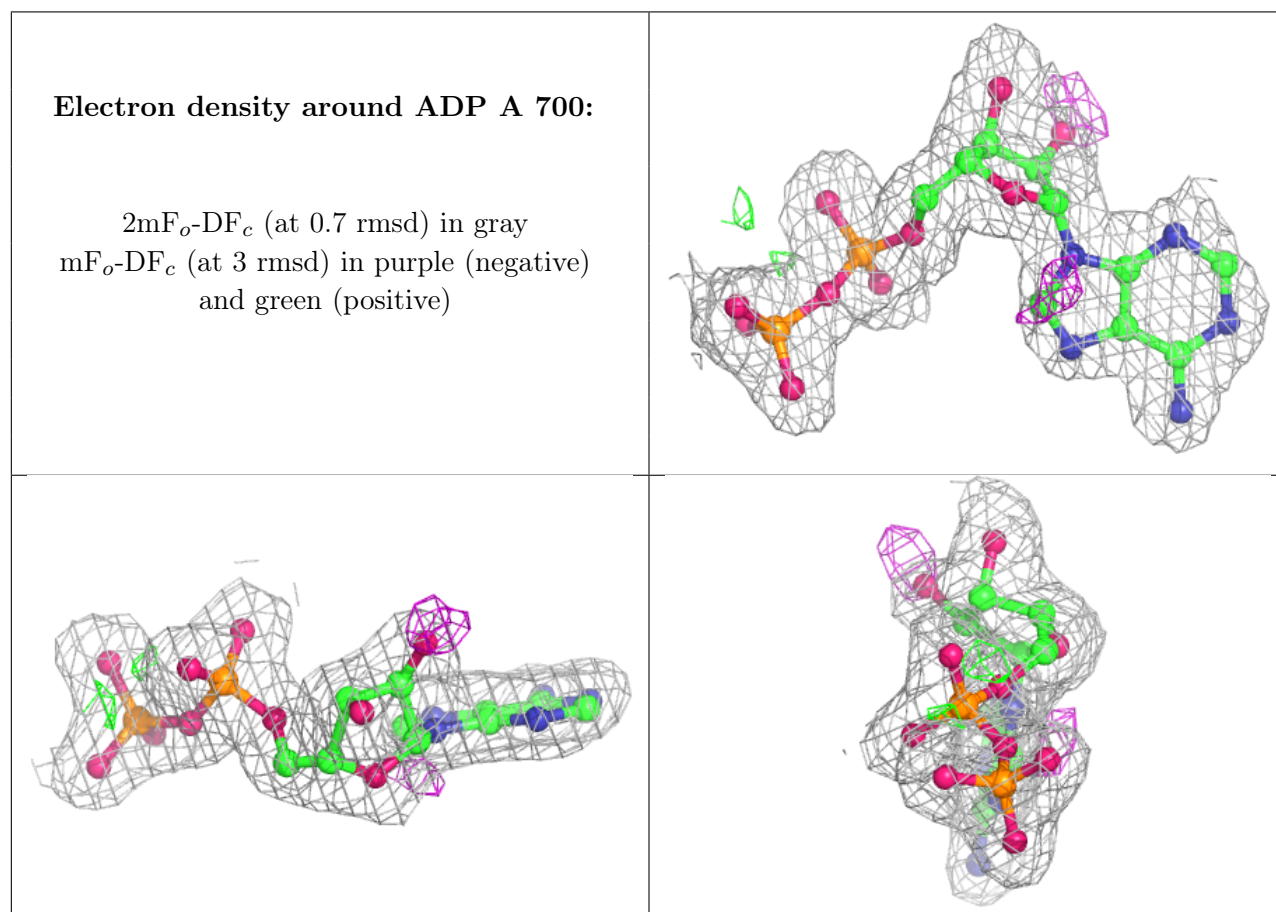 Electron density around ADP A 700:
2mFo-DFc (at 0.7 rmsd) in gray
mFo-DFc (at 3 rmsd) in purple (negative)
and green (positive)